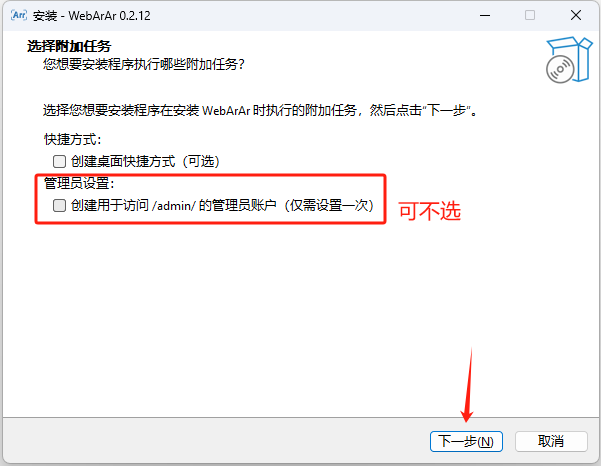 Arr 安装 - WebArAr 0.2.12
选择附加任务
您想要安装程序执行哪些附加任务？
选择您想要安装程序在安装 WebArAr 时执行的附加任务，然后点击“下一步”。
快捷方式：
创建桌面快捷方式（可选）
管理员设置：
创建用于访问 /admin/ 的管理员账户（仅需设置一次）
可不选
下一步(N)
取消